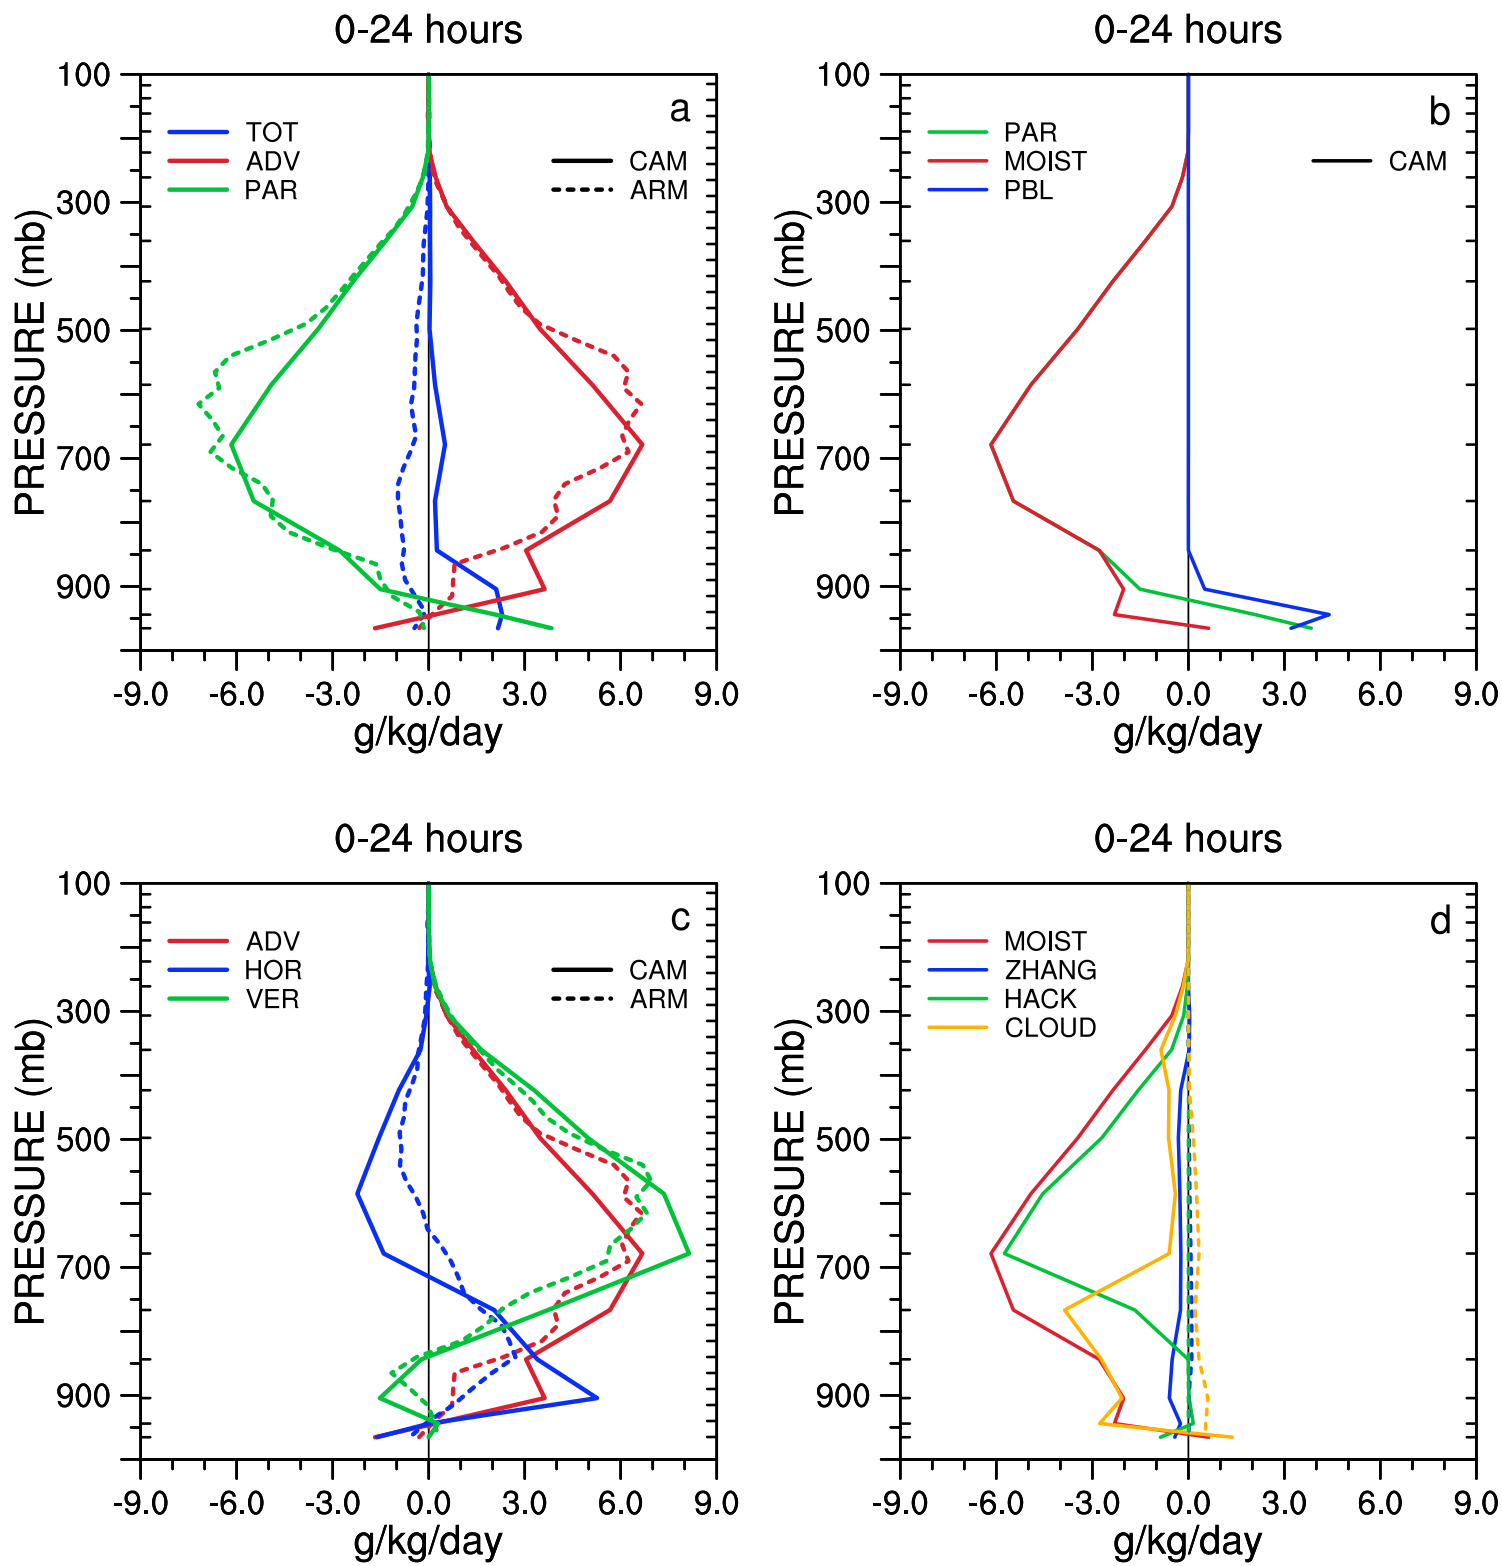 0-24 hours
a
TOT
ADV
PAR
CAM
ARM
100
300
500
700
900
PRESSURE (mb)
-9.0 -6.0 -3.0 0.0 3.0 6.0 9.0
g/kg/day
0-24 hours
b
PAR
MOIST
PBL
CAM
100
300
500
700
900
PRESSURE (mb)
-9.0 -6.0 -3.0 0.0 3.0 6.0 9.0
g/kg/day
0-24 hours
c
ADV
HOR
VER
CAM
ARM
100
300
500
700
900
PRESSURE (mb)
-9.0 -6.0 -3.0 0.0 3.0 6.0 9.0
g/kg/day
0-24 hours
d
MOIST
ZHANG
HACK
CLOUD
100
300
500
700
900
PRESSURE (mb)
-9.0 -6.0 -3.0 0.0 3.0 6.0 9.0
g/kg/day